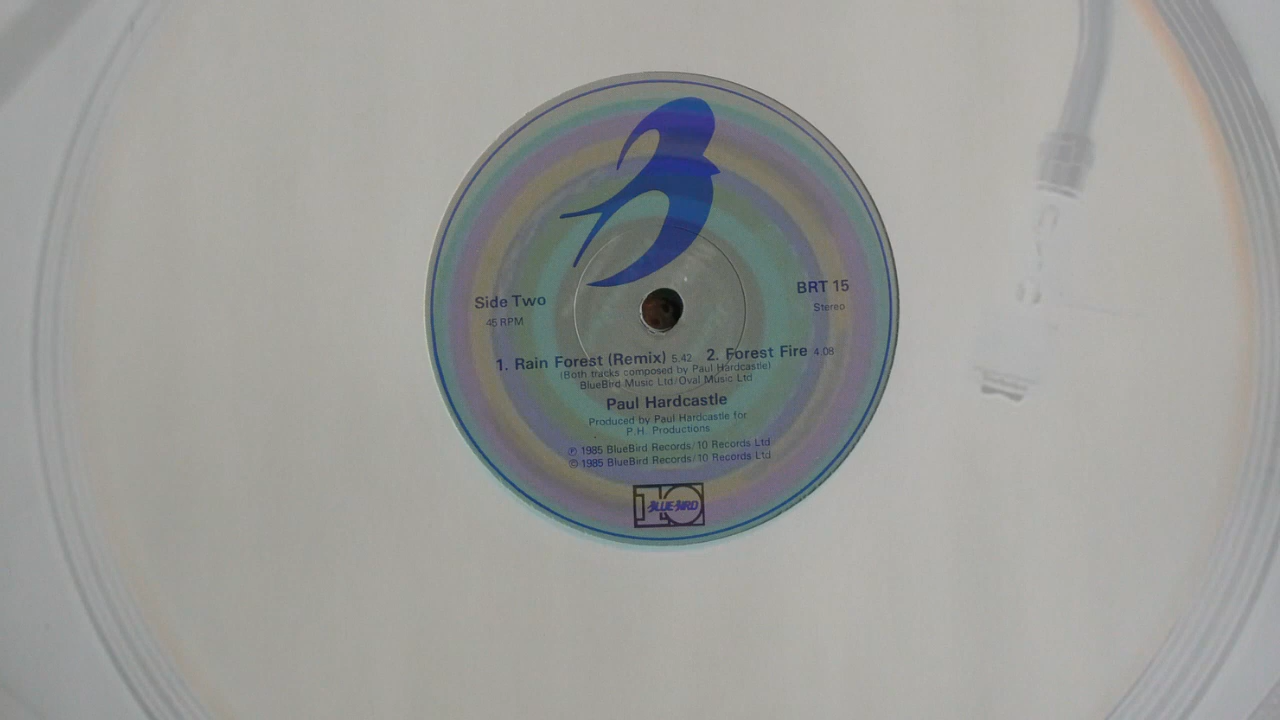 Side Two
BRT 15
45 RPM
Stereo
1. Rain Forest (Remix) 5.42 2. Forest Fire 4.08
(Both tracks composed by Paul Hardcastle)
BlueBird Music Ltd/Oval Music Ltd
Paul Hardcastle
Produced by Paul Hardcastle for
P.H. Productions
℗ 1985 BlueBird Records/10 Records Ltd
© 1985 BlueBird Records/10 Records Ltd
10
BLUE BIRD